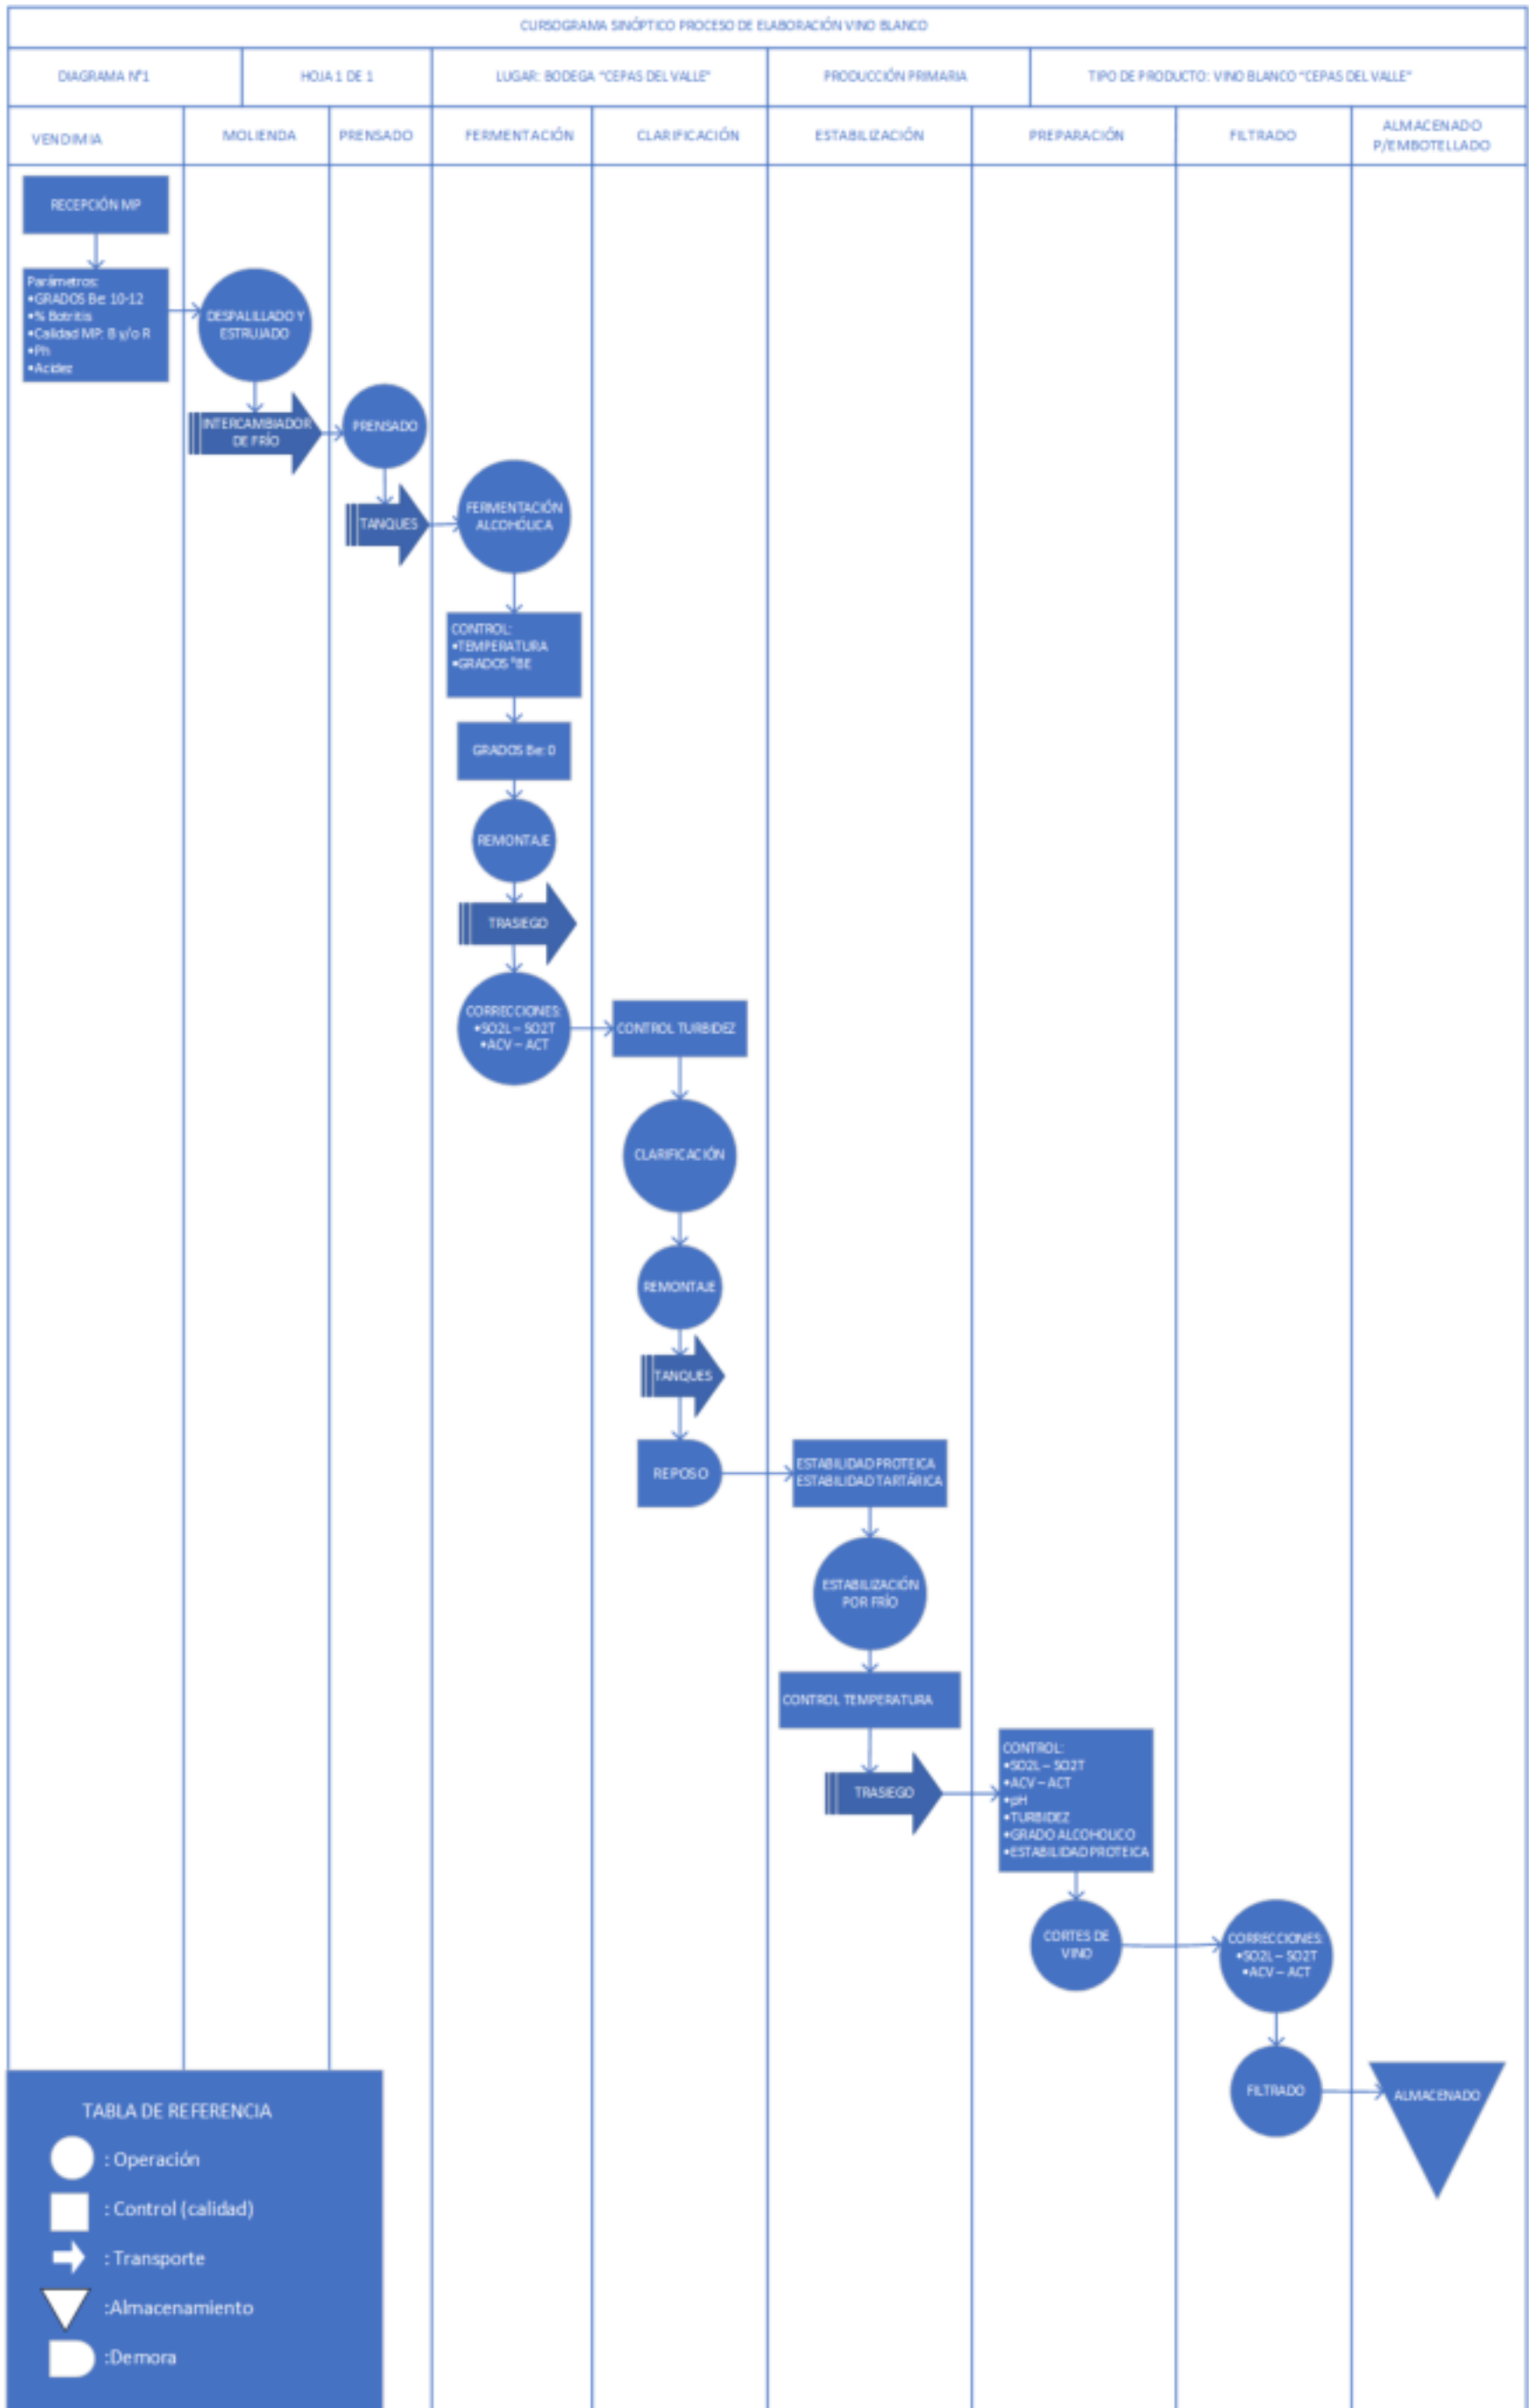 CURSOGRAMA SINÓPTICO PROCESO DE ELABORACIÓN VINO BLANCO
DIAGRAMA N°1
HOJA 1 DE 1
LUGAR: BODEGA "CEPAS DEL VALLE"
PRODUCCIÓN PRIMARIA
TIPO DE PRODUCTO: VINO BLANCO "CEPAS DEL VALLE"
VENDIMIA
MOLIENDA
PRENSADO
FERMENTACIÓN
CLARIFICACIÓN
ESTABILIZACIÓN
PREPARACIÓN
FILTRADO
ALMACENADO
P/EMBOTELLADO
RECEPCIÓN MP
Parámetros:
•GRADOS Be: 10-12
•% Botritis
•Calidad MP: B y/o R
•Ph
•Acidez
DESPALILLADO Y
ESTRUJADO
INTERCAMBIADOR
DE FRÍO
PRENSADO
TANQUES
FERMENTACIÓN
ALCOHÓLICA
CONTROL:
•TEMPERATURA
•GRADOS °BE
GRADOS Be: 0
REMONTAJE
TRASIEGO
CORRECCIONES:
•SO2L – SO2T
•ACV – ACT
CONTROL TURBIDEZ
CLARIFICACIÓN
REMONTAJE
TANQUES
REPOSO
ESTABILIDAD PROTEICA
ESTABILIDAD TARTÁRICA
ESTABILIZACIÓN
POR FRÍO
CONTROL TEMPERATURA
TRASIEGO
CONTROL:
•SO2L – SO2T
•ACV – ACT
•pH
•TURBIDEZ
•GRADO ALCOHOLICO
•ESTABILIDAD PROTEICA
CORTES DE
VINO
CORRECCIONES:
•SO2L – SO2T
•ACV – ACT
FILTRADO
ALMACENADO
TABLA DE REFERENCIA
: Operación
: Control (calidad)
: Transporte
:Almacenamiento
:Demora